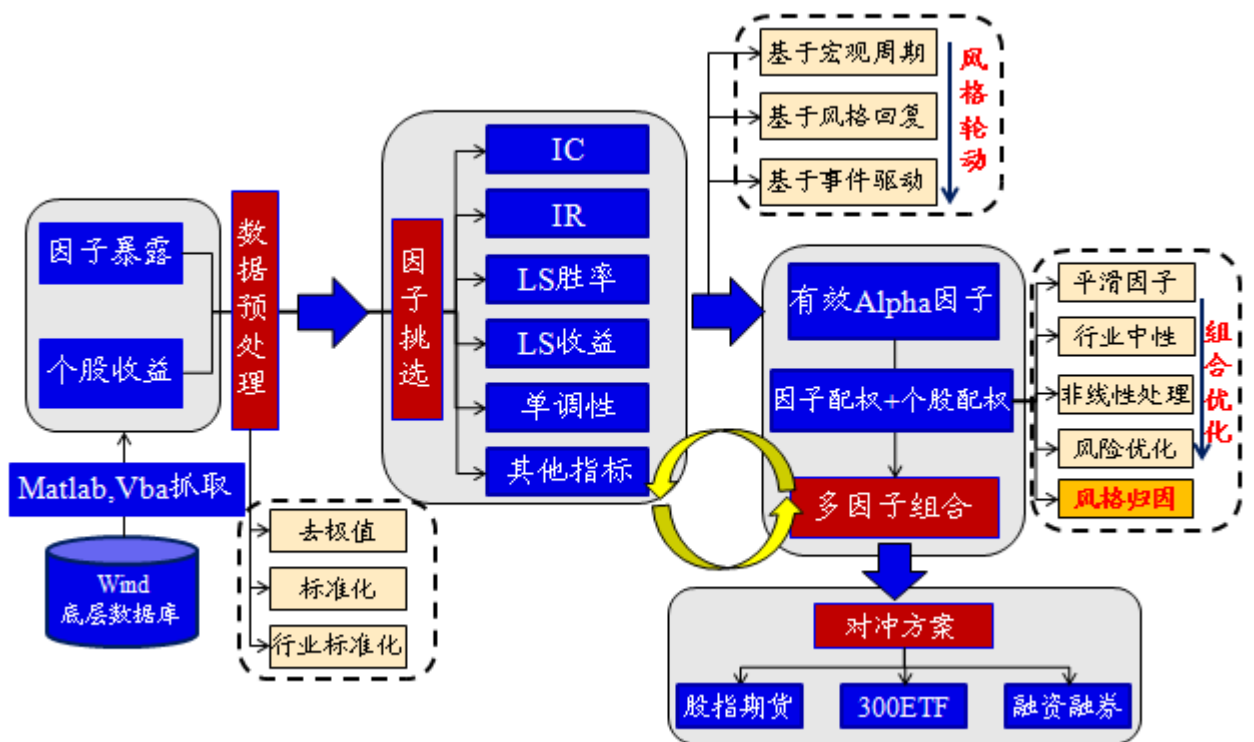 因子暴露
个股收益
Matlab,Vba抓取
Wind
底层数据库
数据预处理
去极值
标准化
行业标准化
因子挑选
IC
IR
LS胜率
LS收益
单调性
其他指标
基于宏观周期
基于风格回复
基于事件驱动
风格轮动
有效Alpha因子
因子配权+个股配权
多因子组合
平滑因子
行业中性
非线性处理
风险优化
风格归因
组合优化
对冲方案
股指期货
300ETF
融资融券